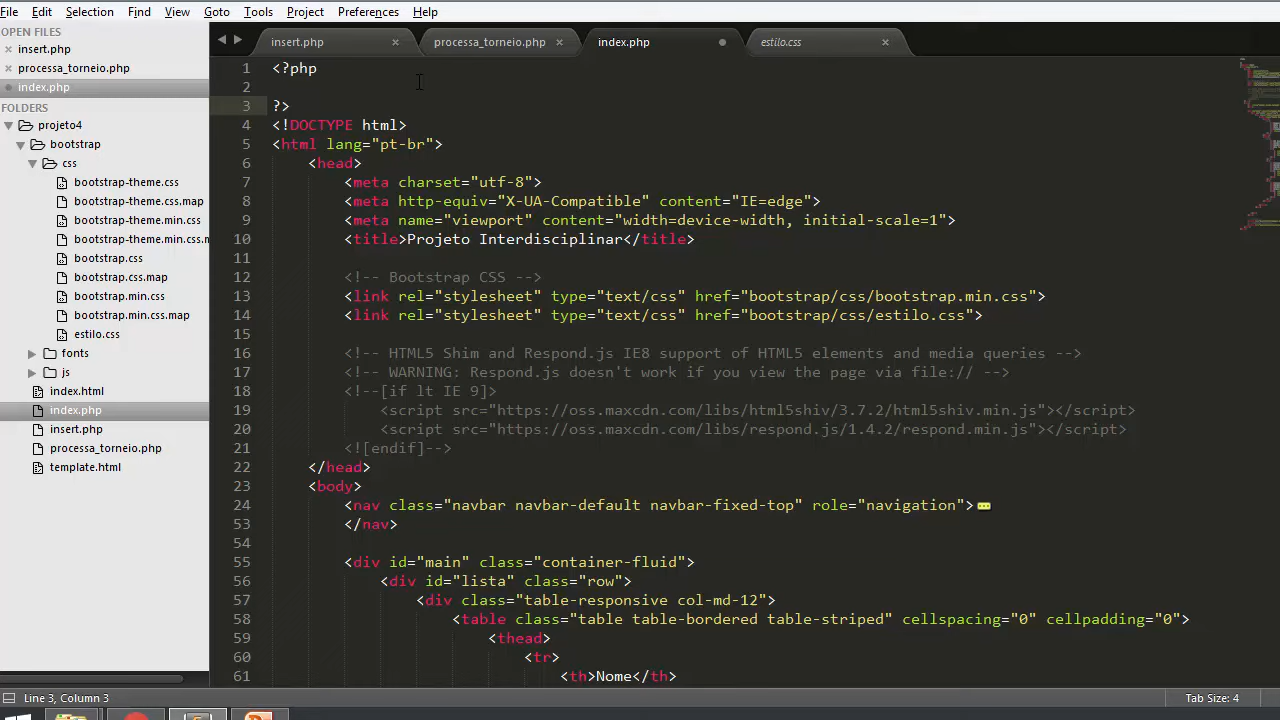 File Edit Selection Find View Goto Tools Project Preferences Help
OPEN FILES
insert.php
processa_torneio.php
index.php
FOLDERS
projeto4
bootstrap
css
bootstrap-theme.css
bootstrap-theme.css.map
bootstrap-theme.min.css
bootstrap-theme.min.css.m
bootstrap.css
bootstrap.css.map
bootstrap.min.css
bootstrap.min.css.map
estilo.css
fonts
js
index.html
index.php
insert.php
processa_torneio.php
template.html
insert.php processa_torneio.php index.php estilo.css
1 <?php
2
3 ?>
4 <!DOCTYPE html>
5 <html lang="pt-br">
6 <head>
7 <meta charset="utf-8">
8 <meta http-equiv="X-UA-Compatible" content="IE=edge">
9 <meta name="viewport" content="width=device-width, initial-scale=1">
10 <title>Projeto Interdisciplinar</title>
11
12 <!-- Bootstrap CSS -->
13 <link rel="stylesheet" type="text/css" href="bootstrap/css/bootstrap.min.css">
14 <link rel="stylesheet" type="text/css" href="bootstrap/css/estilo.css">
15
16 <!-- HTML5 Shim and Respond.js IE8 support of HTML5 elements and media queries -->
17 <!-- WARNING: Respond.js doesn't work if you view the page via file:// -->
18 <!--[if lt IE 9]>
19 <script src="https://oss.maxcdn.com/libs/html5shiv/3.7.2/html5shiv.min.js"></script>
20 <script src="https://oss.maxcdn.com/libs/respond.js/1.4.2/respond.min.js"></script>
21 <![endif]-->
22 </head>
23 <body>
24 <nav class="navbar navbar-default navbar-fixed-top" role="navigation">
53 </nav>
54
55 <div id="main" class="container-fluid">
56 <div id="lista" class="row">
57 <div class="table-responsive col-md-12">
58 <table class="table table-bordered table-striped" cellspacing="0" cellpadding="0">
59 <thead>
60 <tr>
61 <th>Nome</th>
Line 3, Column 3 Tab Size: 4